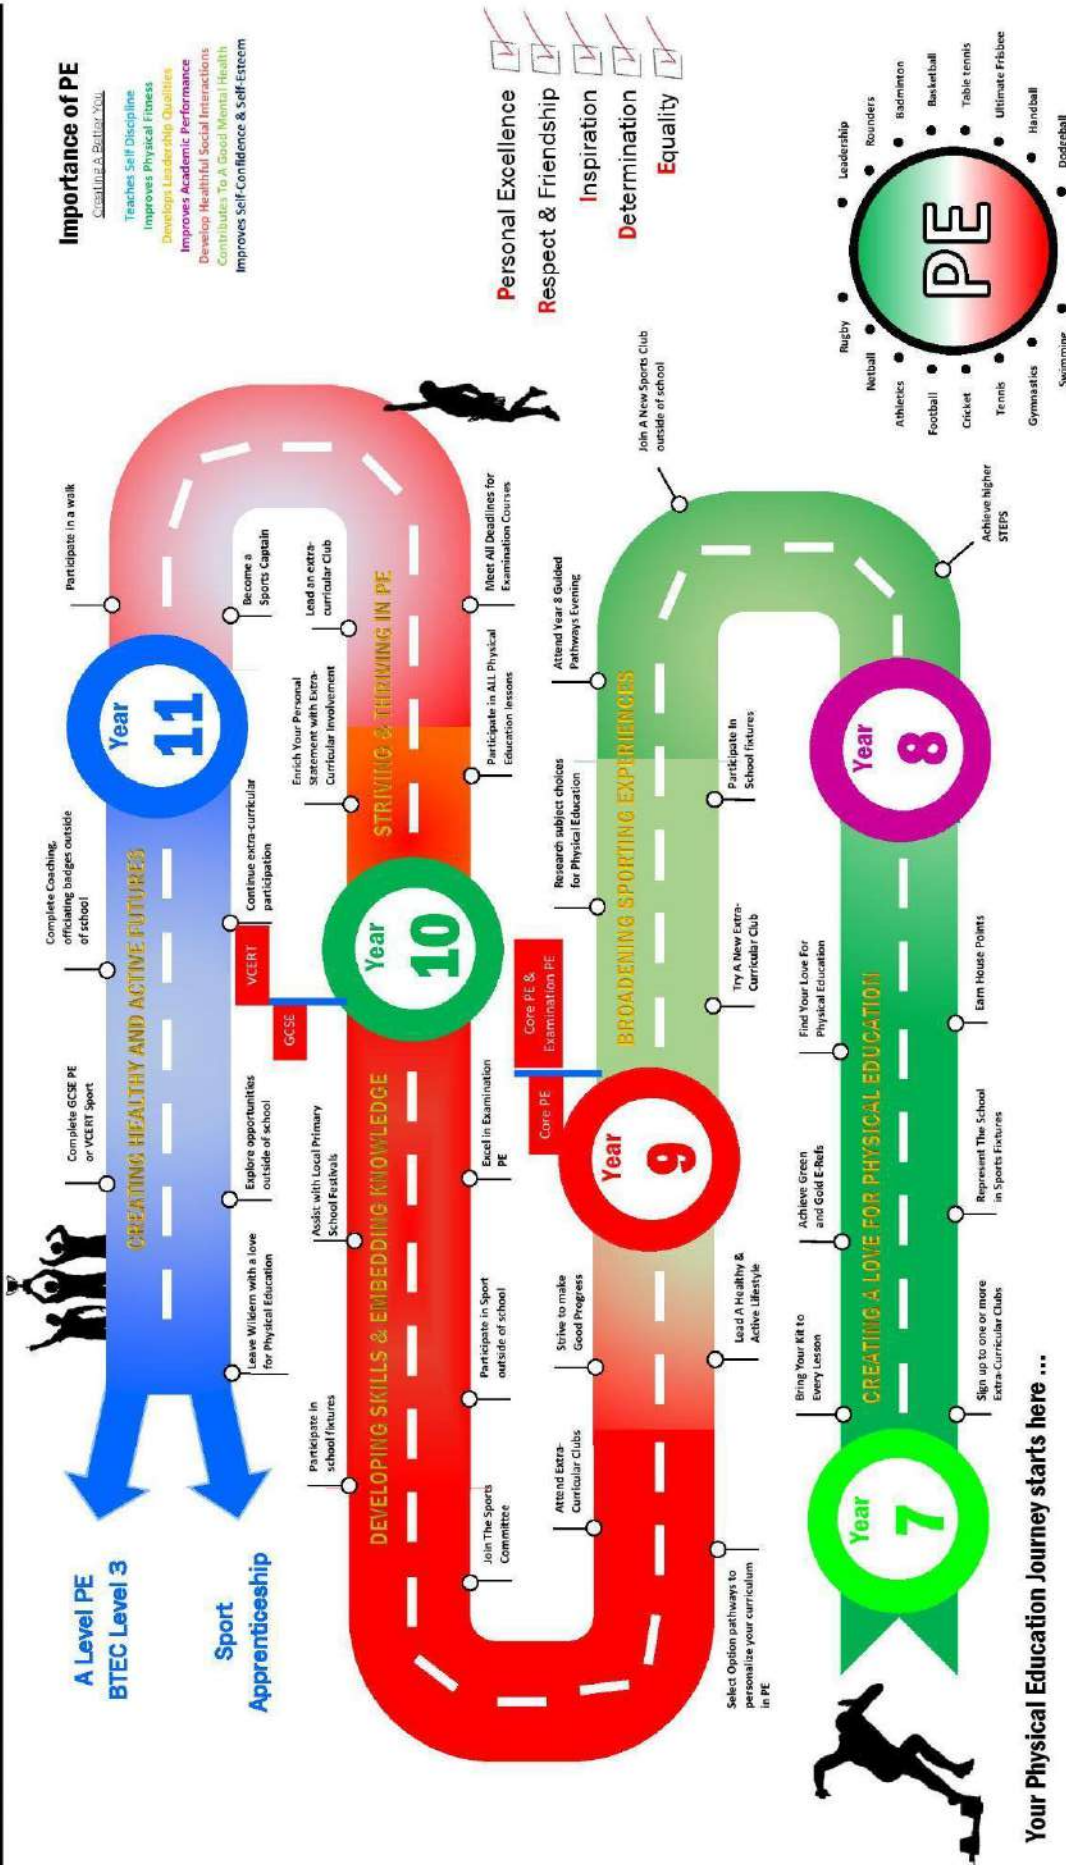 Importance of PE
Creating A Better You
Teaches Self Discipline
Improves Physical Fitness
Develops Leadership Qualities
Improves Academic Performance
Develop Healthful Social Interactions
Contributes To A Good Mental Health
Improves Self-Confidence & Self-Esteem
Personal Excellence
Respect & Friendship
Inspiration
Determination
Equality
A Level PE
BTEC Level 3
Sport
Apprenticeship
Complete GCSE PE
or VCERT Sport
Complete Coaching,
officiating badges outside
of school
Participate in a walk
CREATING HEALTHY AND ACTIVE FUTURES
Year
11
Leave Wildern with a love
for Physical Education
Explore opportunities
outside of school
Continue extra-curricular
participation
Become a
Sports Captain
VCERT
GCSE
Participate in
school fixtures
Assist with Local Primary
School Festivals
Enrich Your Personal
Statement with Extra-
Curricular Involvement
Lead an extra-
curricular Club
DEVELOPING SKILLS & EMBEDDING KNOWLEDGE
Year
10
STRIVING & THRIVING IN PE
Join The Sports
Committee
Participate in Sport
outside of school
Excel in Examination
PE
Participate in ALL Physical
Education lessons
Meet All Deadlines for
Examination Courses
Core PE
Core PE &
Examination PE
Attend Extra-
Curricular Clubs
Strive to make
Good Progress
Research subject choices
for Physical Education
Attend Year 8 Guided
Pathways Evening
Join A New Sports Club
outside of school
Year
9
BROADENING SPORTING EXPERIENCES
Select Option pathways to
personalize your curriculum
in PE
Lead A Healthy &
Active Lifestyle
Try A New Extra-
Curricular Club
Participate In
School fixtures
Achieve higher
STEPS
Bring Your Kit to
Every Lesson
Achieve Green
and Gold E-Refs
Find Your Love For
Physical Education
Year
7
CREATING A LOVE FOR PHYSICAL EDUCATION
Year
8
Sign up to one or more
Extra-Curricular Clubs
Represent The School
in Sports Fixtures
Earn House Points
Your Physical Education Journey starts here ...
PE
Rugby
Netball
Athletics
Football
Cricket
Tennis
Gymnastics
Swimming
Leadership
Rounders
Badminton
Basketball
Table tennis
Ultimate Frisbee
Handball
Dodgeball